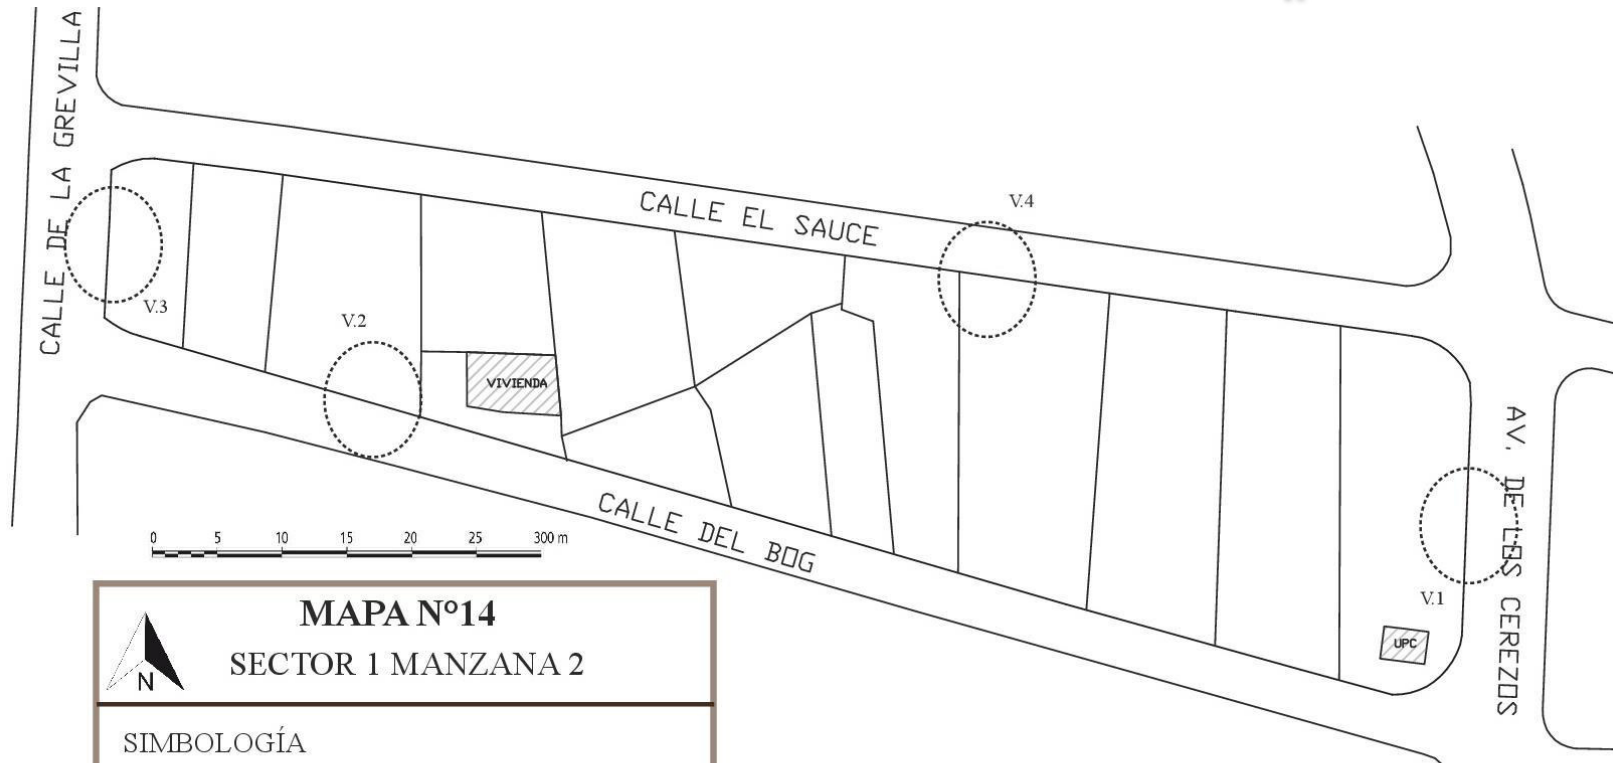 CALLE DE LA GREVILLA
CALLE EL SAUCE
V.4
V.3
V.2
VIVIENDA
AV. DE LOS CEREZOS
CALLE DEL BOG
V.1
UPC
0 5 10 15 20 25 300 m
MAPA N°14
SECTOR 1 MANZANA 2
N
SIMBOLOGÍA